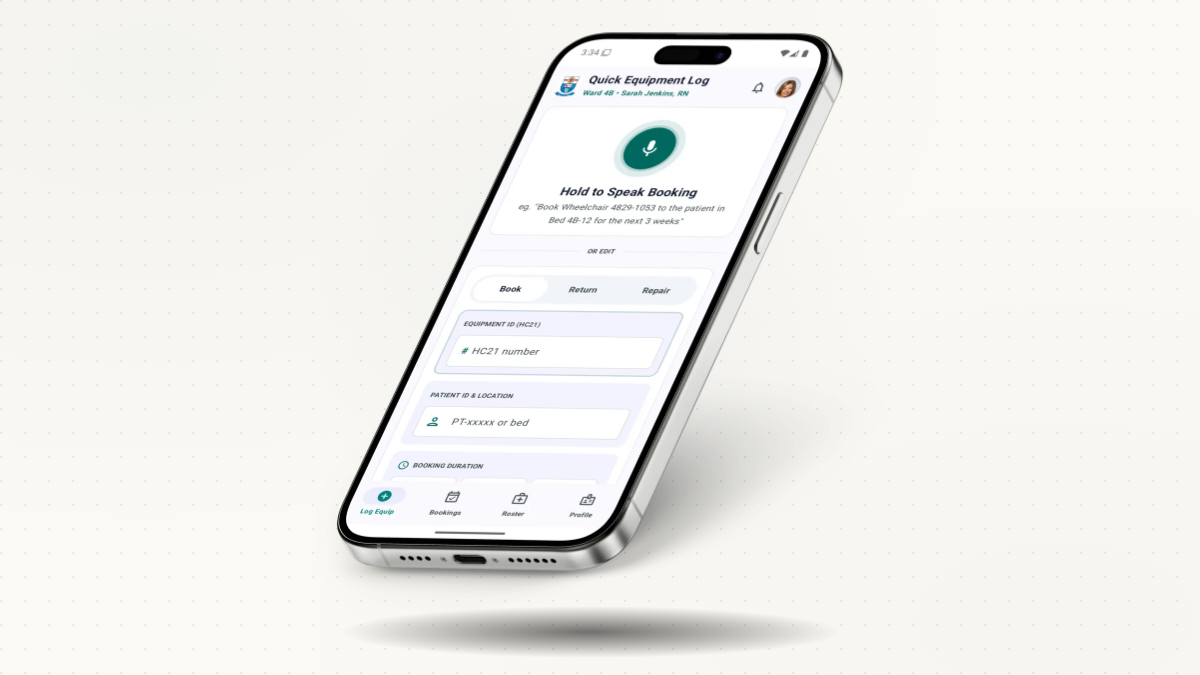 3:34
Quick Equipment Log
Ward 4B • Sarah Jenkins, RN
Hold to Speak Booking
eg. "Book Wheelchair 4829-1053 to the patient in
Bed 4B-12 for the next 3 weeks"
OR EDIT
Book Return Repair
EQUIPMENT ID (HC21)
# HC21 number
PATIENT ID & LOCATION
PT-xxxxx or bed
BOOKING DURATION
Log Equip Bookings Roster Profile